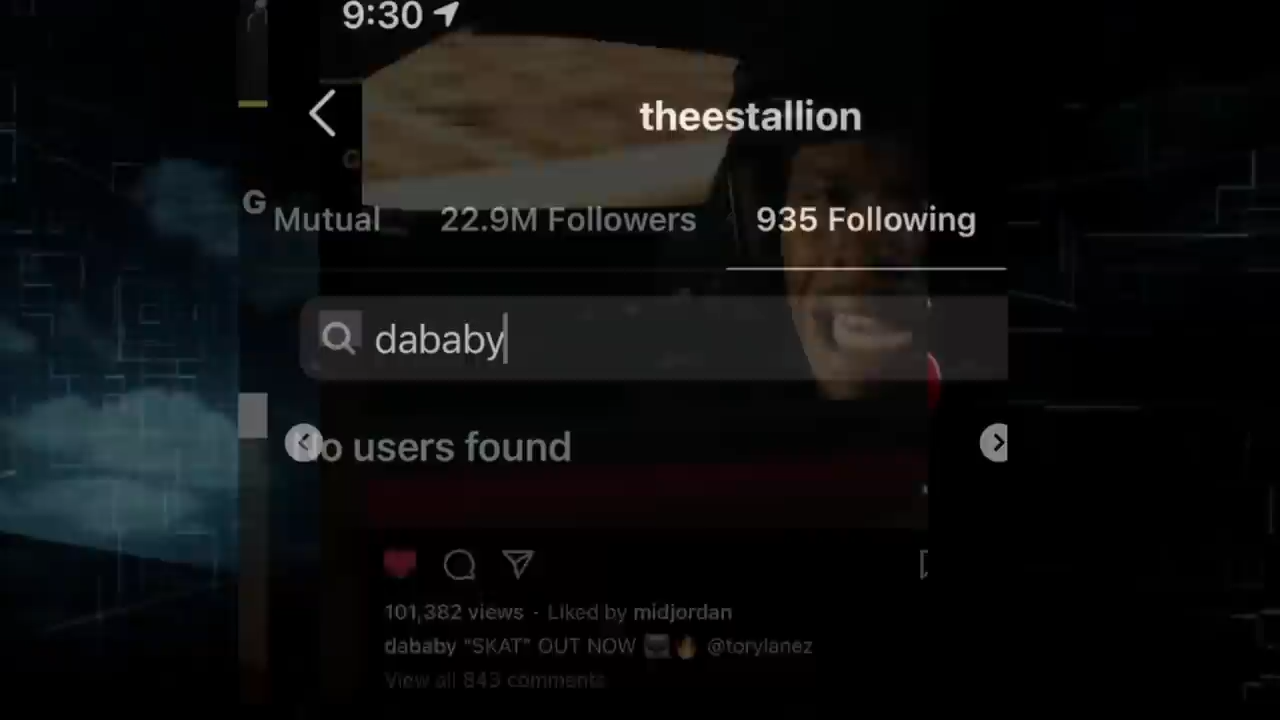 9:30
theestallion
G
G
Mutual 22.9M Followers 935 Following
dababy
No users found
101,382 views · Liked by midjordan
dababy "SKAT" OUT NOW 🔥 @torylanez
View all 843 comments